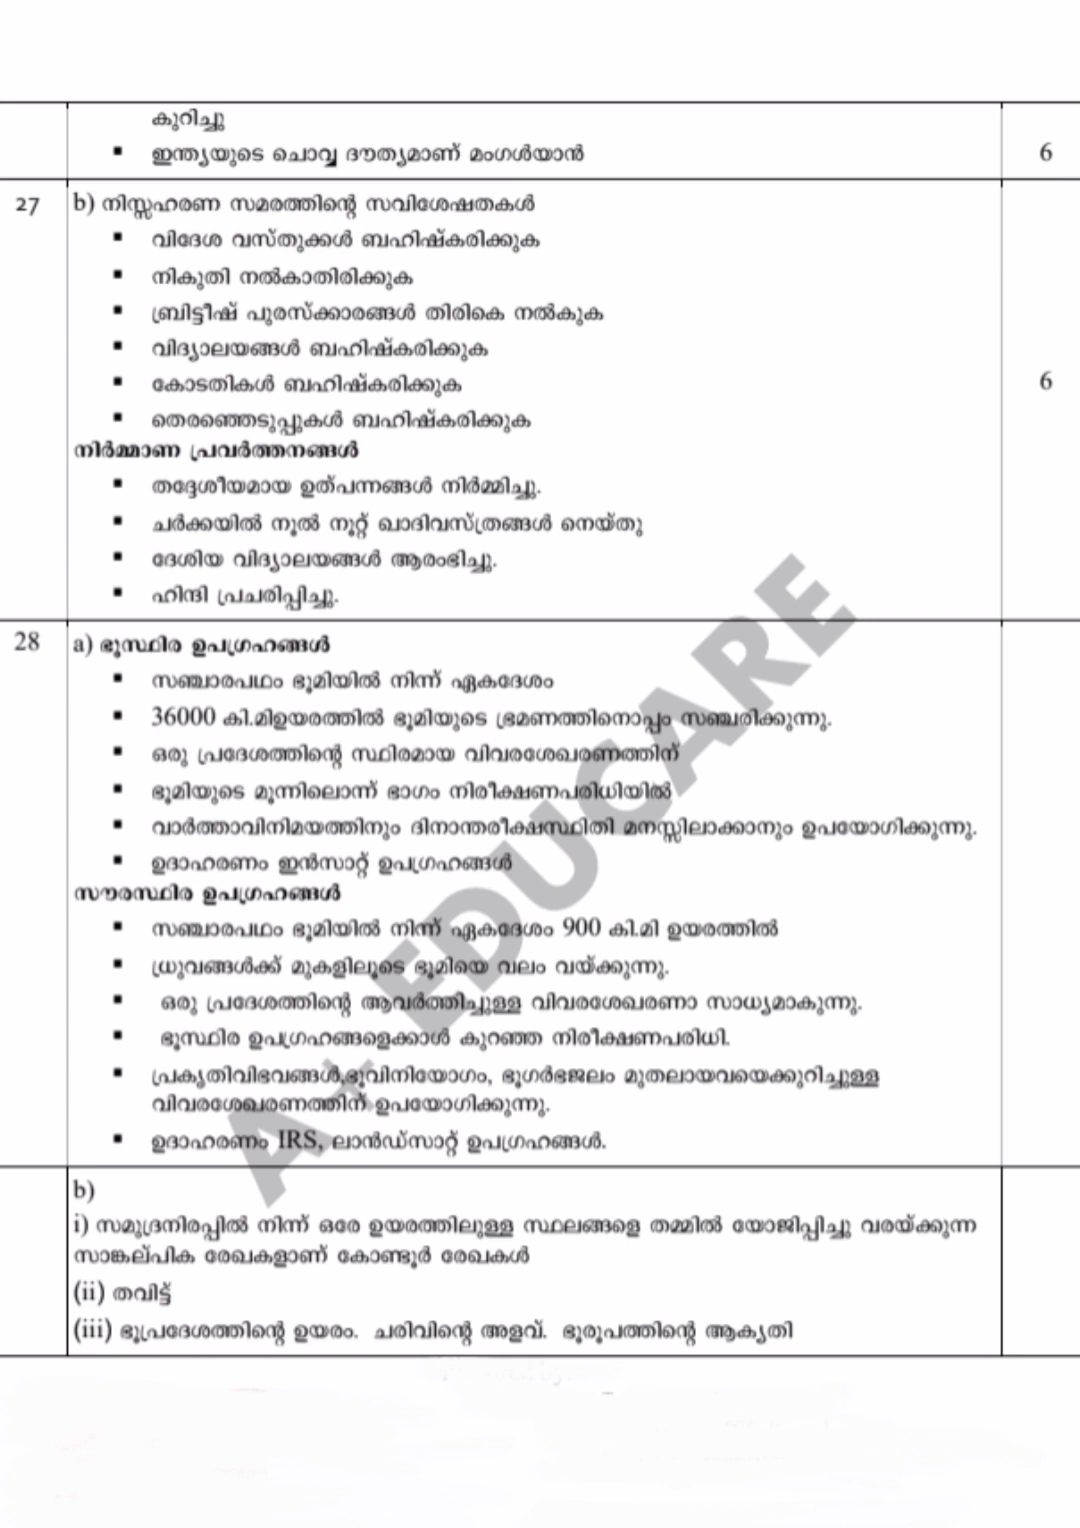 കുറിച്ചു
▪ ഇന്ത്യയുടെ ചൊവ്വ ദൗത്യമാണ് മംഗൾയാൻ 6
27 b) നിസ്സഹരണ സമരത്തിന്റെ സവിശേഷതകൾ
▪ വിദേശ വസ്തുക്കൾ ബഹിഷ്കരിക്കുക
▪ നികുതി നൽകാതിരിക്കുക
▪ ബ്രിട്ടീഷ് പുരസ്ക്കാരങ്ങൾ തിരികെ നൽകുക
▪ വിദ്യാലയങ്ങൾ ബഹിഷ്കരിക്കുക
▪ കോടതികൾ ബഹിഷ്കരിക്കുക 6
▪ തെരഞ്ഞെടുപ്പുകൾ ബഹിഷ്കരിക്കുക
നിർമ്മാണ പ്രവർത്തനങ്ങൾ
▪ തദ്ദേശീയമായ ഉത്പന്നങ്ങൾ നിർമ്മിച്ചു.
▪ ചർക്കയിൽ നൂൽ നൂറ്റ് ഖാദിവസ്ത്രങ്ങൾ നെയ്തു
▪ ദേശിയ വിദ്യാലയങ്ങൾ ആരംഭിച്ചു.
▪ ഹിന്ദി പ്രചരിപ്പിച്ചു.
28 a) ഭൂസ്ഥിര ഉപഗ്രഹങ്ങൾ
▪ സഞ്ചാരപഥം ഭൂമിയിൽ നിന്ന് ഏകദേശം
▪ 36000 കി.മിഉയരത്തിൽ ഭൂമിയുടെ ഭ്രമണത്തിനൊപ്പം സഞ്ചരിക്കുന്നു.
▪ ഒരു പ്രദേശത്തിന്റെ സ്ഥിരമായ വിവരശേഖരണത്തിന്
▪ ഭൂമിയുടെ മൂന്നിലൊന്ന് ഭാഗം നിരീക്ഷണപരിധിയിൽ
▪ വാർത്താവിനിമയത്തിനും ദിനാന്തരീക്ഷസ്ഥിതി മനസ്സിലാക്കാനും ഉപയോഗിക്കുന്നു.
▪ ഉദാഹരണം ഇൻസാറ്റ് ഉപഗ്രഹങ്ങൾ
സൗരസ്ഥിര ഉപഗ്രഹങ്ങൾ
▪ സഞ്ചാരപഥം ഭൂമിയിൽ നിന്ന് ഏകദേശം 900 കി.മി ഉയരത്തിൽ
▪ ധ്രുവങ്ങൾക്ക് മുകളിലൂടെ ഭൂമിയെ വലം വയ്ക്കുന്നു.
▪ ഒരു പ്രദേശത്തിന്റെ ആവർത്തിച്ചുള്ള വിവരശേഖരണാ സാധ്യമാകുന്നു.
▪ ഭൂസ്ഥിര ഉപഗ്രഹങ്ങളെക്കാൾ കുറഞ്ഞ നിരീക്ഷണപരിധി.
▪ പ്രകൃതിവിഭവങ്ങൾ,ഭൂവിനിയോഗം, ഭൂഗർഭജലം മുതലായവയെക്കുറിച്ചുള്ള
വിവരശേഖരണത്തിന് ഉപയോഗിക്കുന്നു.
▪ ഉദാഹരണം IRS, ലാൻഡ്സാറ്റ് ഉപഗ്രഹങ്ങൾ.
b)
i) സമുദ്രനിരപ്പിൽ നിന്ന് ഒരേ ഉയരത്തിലുള്ള സ്ഥലങ്ങളെ തമ്മിൽ യോജിപ്പിച്ചു വരയ്ക്കുന്ന
സാങ്കല്പിക രേഖകളാണ് കോണ്ടൂർ രേഖകൾ
(ii) തവിട്ട്
(iii) ഭൂപ്രദേശത്തിന്റെ ഉയരം. ചരിവിന്റെ അളവ്. ഭൂരൂപത്തിന്റെ ആകൃതി
A+ EDUCARE